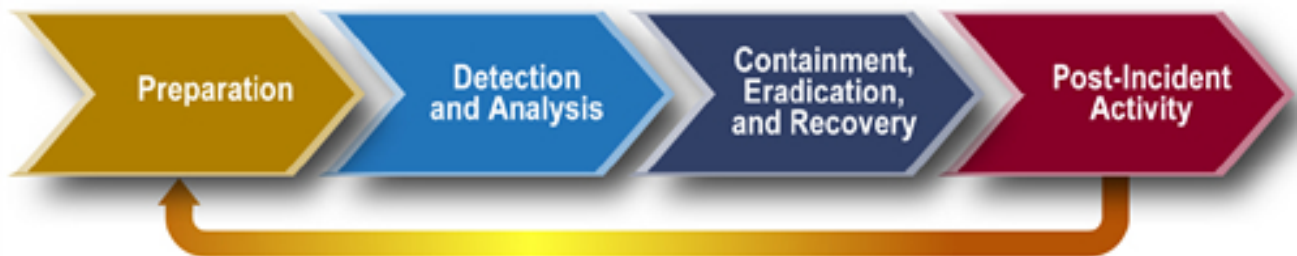 Preparation
Detection
and Analysis
Containment,
Eradication,
and Recovery
Post-Incident
Activity